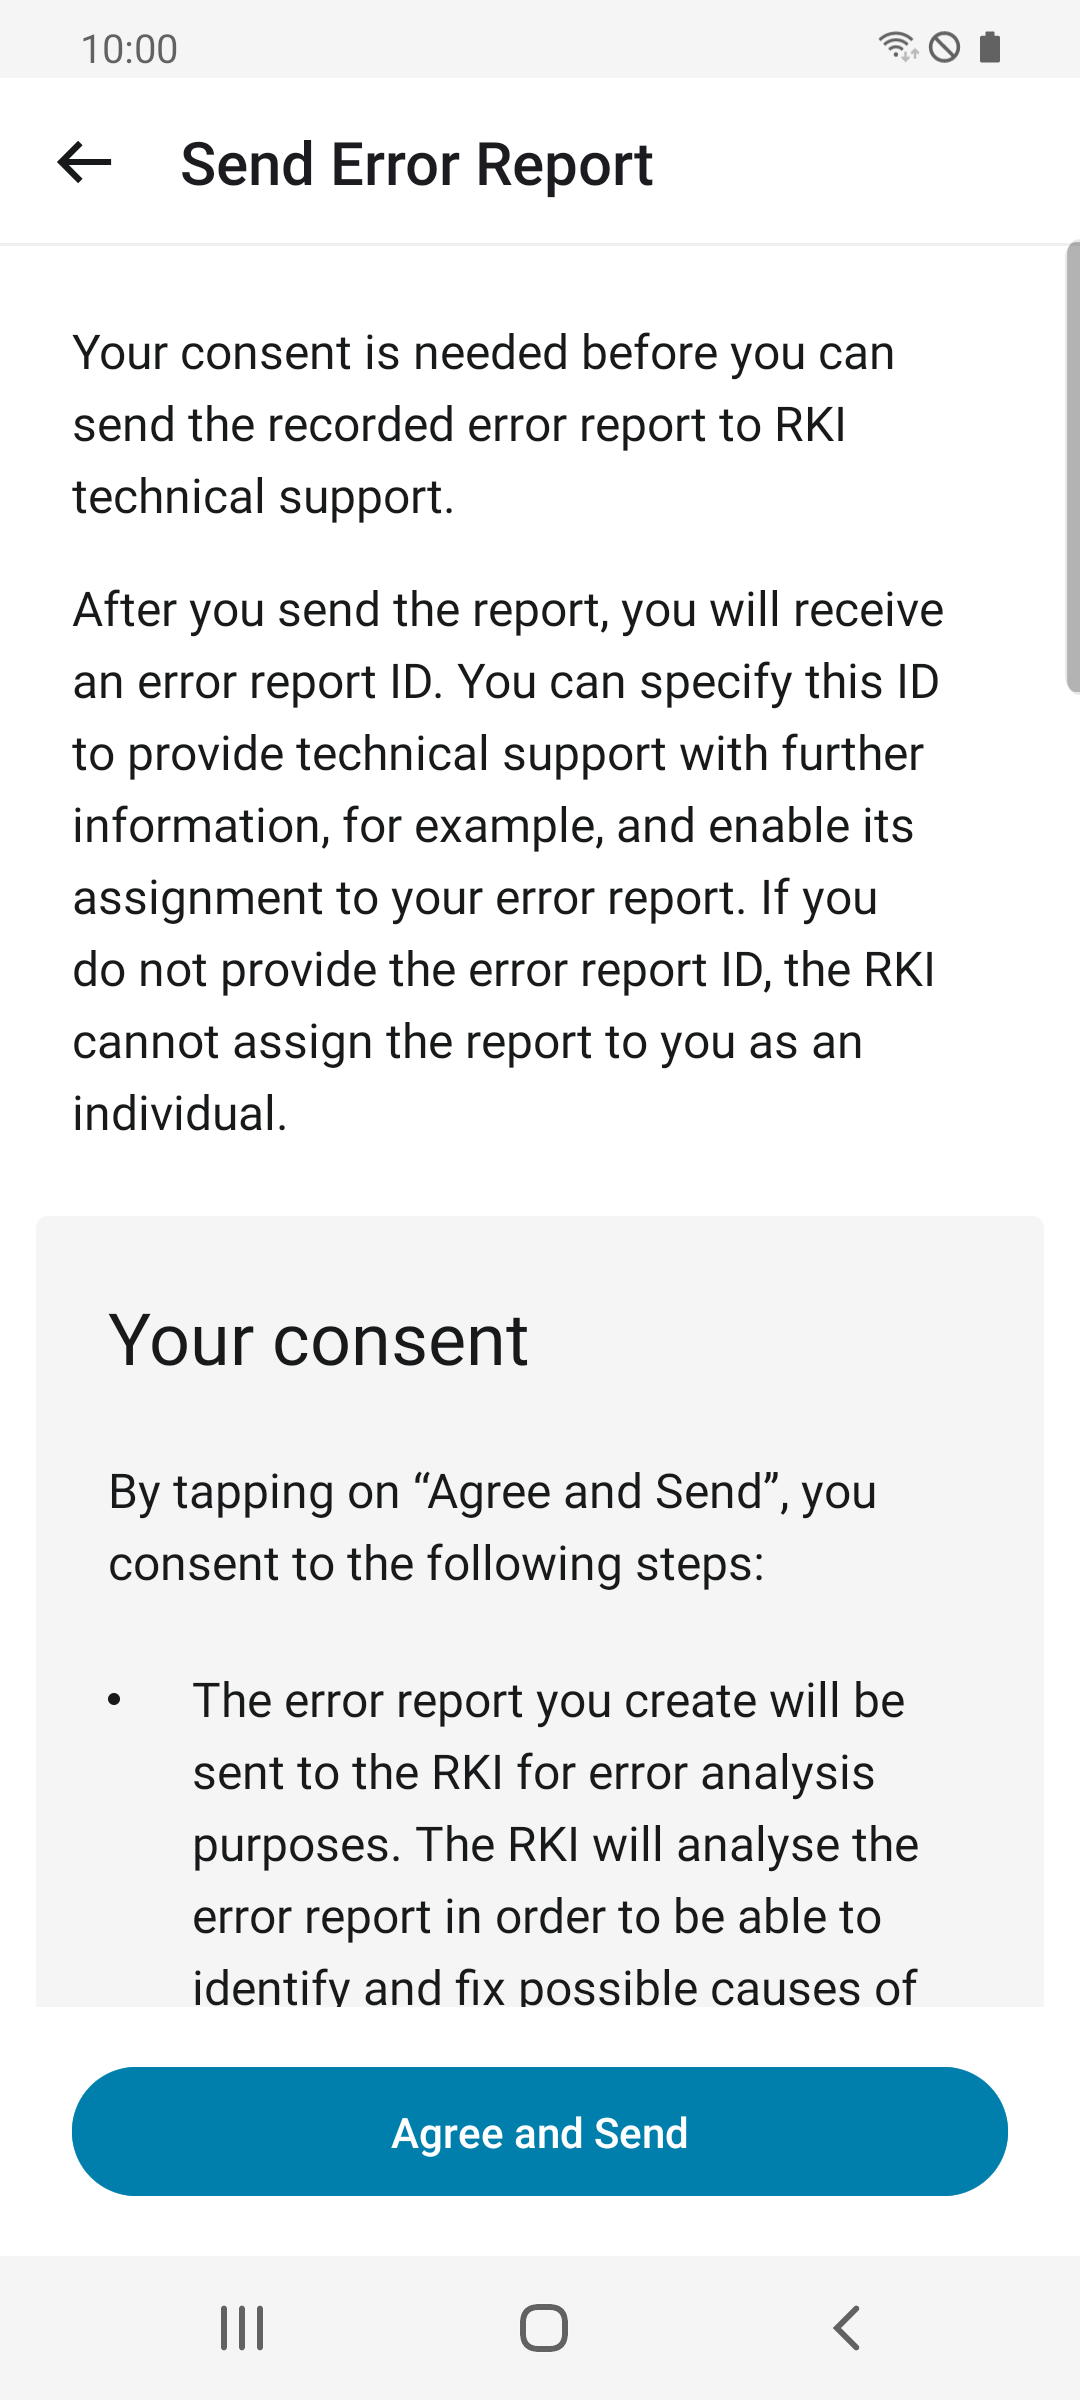 10:00
Send Error Report
Your consent is needed before you can
send the recorded error report to RKI
technical support.
After you send the report, you will receive
an error report ID. You can specify this ID
to provide technical support with further
information, for example, and enable its
assignment to your error report. If you
do not provide the error report ID, the RKI
cannot assign the report to you as an
individual.
Your consent
By tapping on “Agree and Send”, you
consent to the following steps:
• The error report you create will be
sent to the RKI for error analysis
purposes. The RKI will analyse the
error report in order to be able to
identify and fix possible causes of
Agree and Send